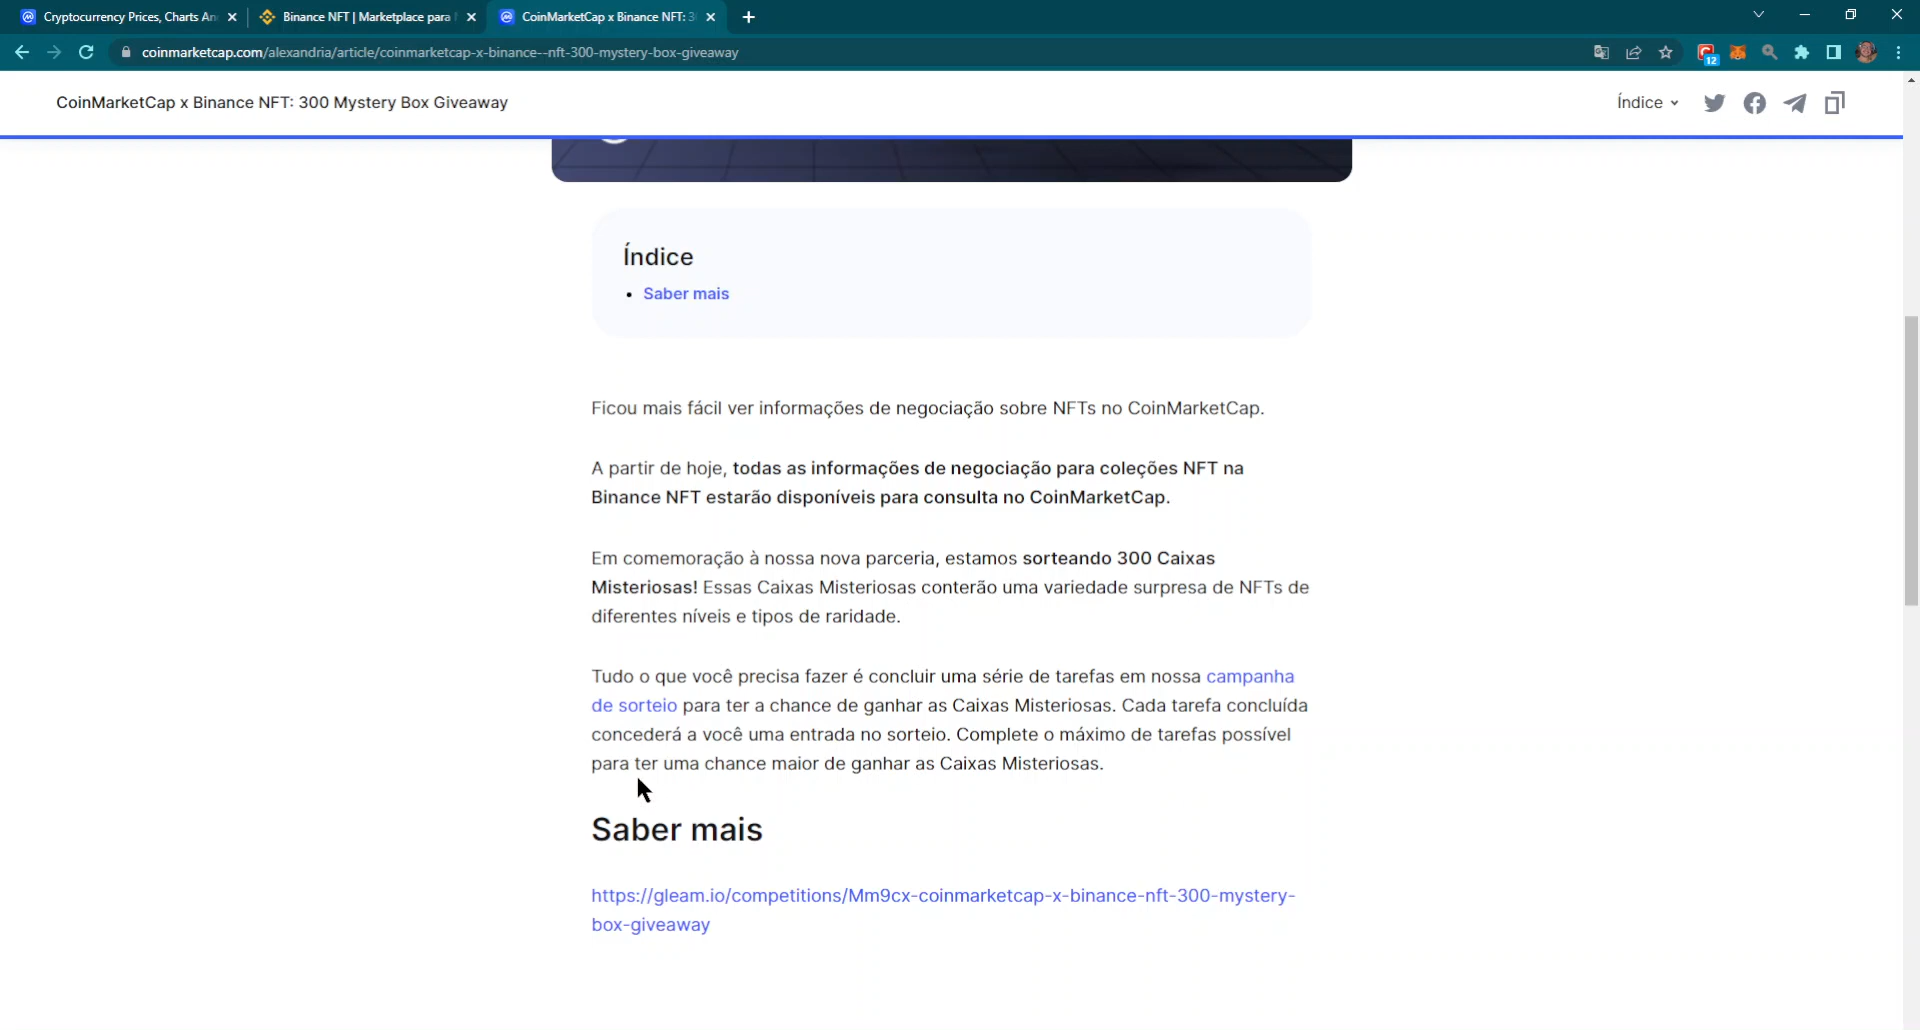 Cryptocurrency Prices, Charts An
Binance NFT | Marketplace para
CoinMarketCap x Binance NFT: 3
coinmarketcap.com/alexandria/article/coinmarketcap-x-binance--nft-300-mystery-box-giveaway
12
CoinMarketCap x Binance NFT: 300 Mystery Box Giveaway
Índice
Índice
• Saber mais
Ficou mais fácil ver informações de negociação sobre NFTs no CoinMarketCap.
A partir de hoje, todas as informações de negociação para coleções NFT na
Binance NFT estarão disponíveis para consulta no CoinMarketCap.
Em comemoração à nossa nova parceria, estamos sorteando 300 Caixas
Misteriosas! Essas Caixas Misteriosas conterão uma variedade surpresa de NFTs de
diferentes níveis e tipos de raridade.
Tudo o que você precisa fazer é concluir uma série de tarefas em nossa campanha
de sorteio para ter a chance de ganhar as Caixas Misteriosas. Cada tarefa concluída
concederá a você uma entrada no sorteio. Complete o máximo de tarefas possível
para ter uma chance maior de ganhar as Caixas Misteriosas.
Saber mais
https://gleam.io/competitions/Mm9cx-coinmarketcap-x-binance-nft-300-mystery-
box-giveaway